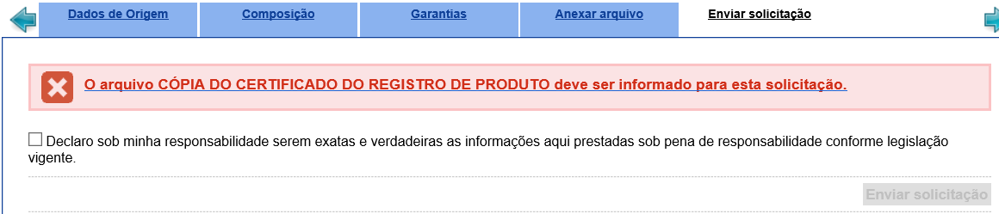 Dados de Origem Composição Garantias Anexar arquivo Enviar solicitação
O arquivo CÓPIA DO CERTIFICADO DO REGISTRO DE PRODUTO deve ser informado para esta solicitação.
Declaro sob minha responsabilidade serem exatas e verdadeiras as informações aqui prestadas sob pena de responsabilidade conforme legislação
vigente.
Enviar solicitação